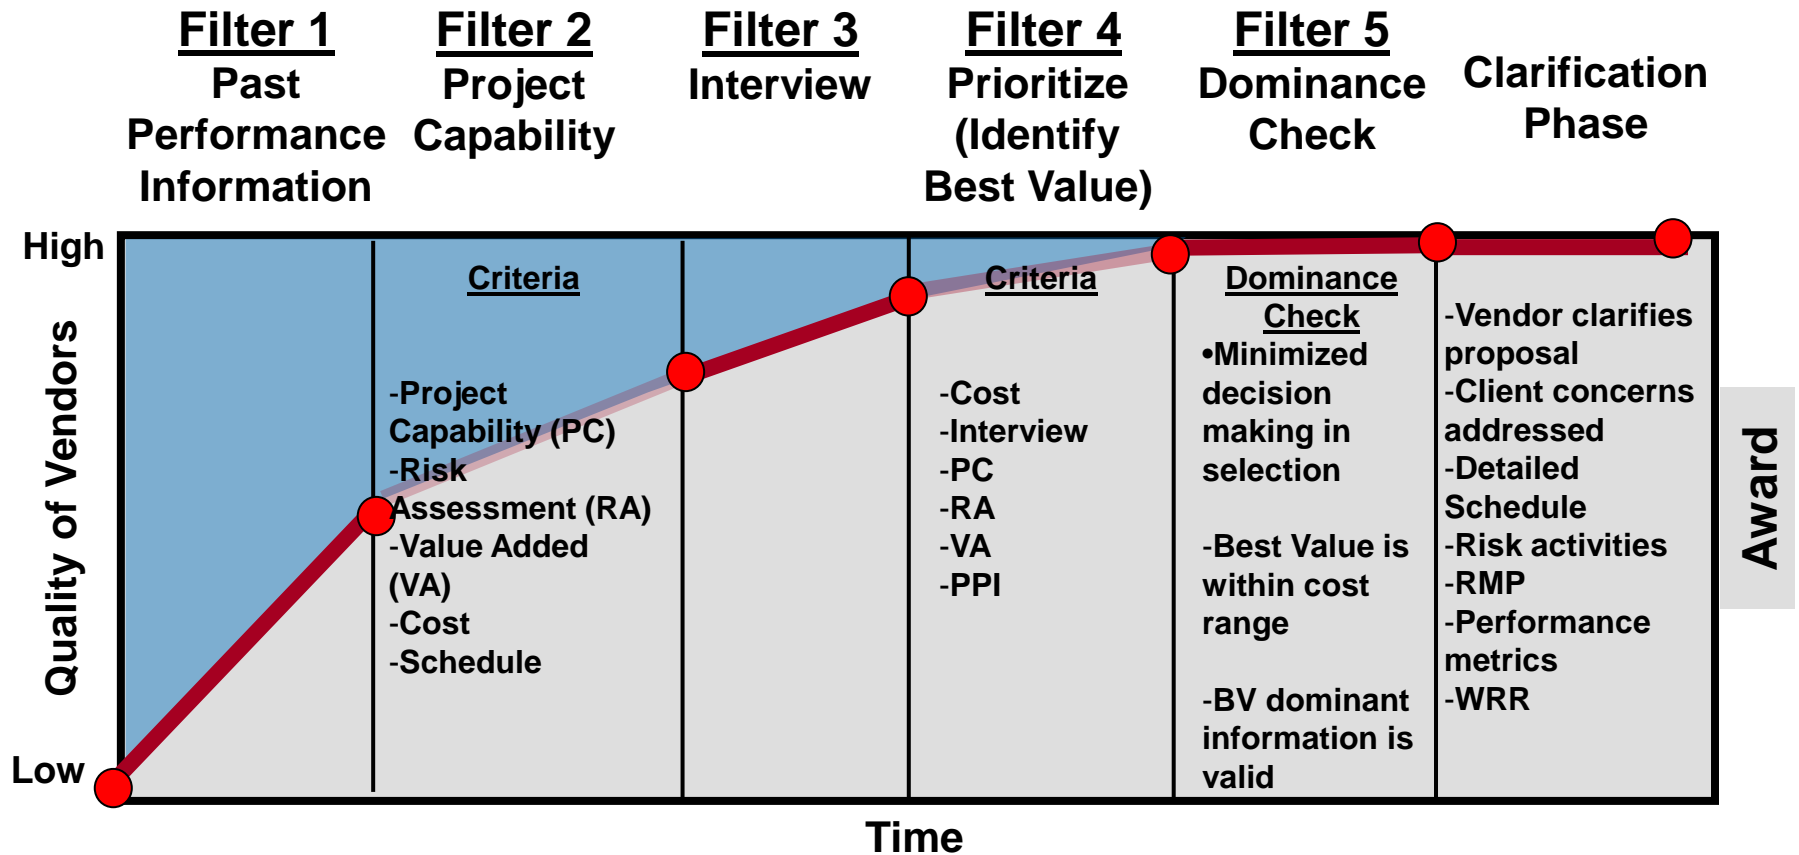 Filter 1
Past
Performance
Information
Filter 2
Project
Capability
Filter 3
Interview
Filter 4
Prioritize
(Identify
Best Value)
Filter 5
Dominance
Check
Clarification
Phase
High
Low
Quality of Vendors
Criteria
-Project
Capability (PC)
-Risk
Assessment (RA)
-Value Added
(VA)
-Cost
-Schedule
Criteria
-Cost
-Interview
-PC
-RA
-VA
-PPI
Dominance
Check
•Minimized
decision
making in
selection
-Best Value is
within cost
range
-BV dominant
information is
valid
-Vendor clarifies
proposal
-Client concerns
addressed
-Detailed
Schedule
-Risk activities
-RMP
-Performance
metrics
-WRR
Award
Time